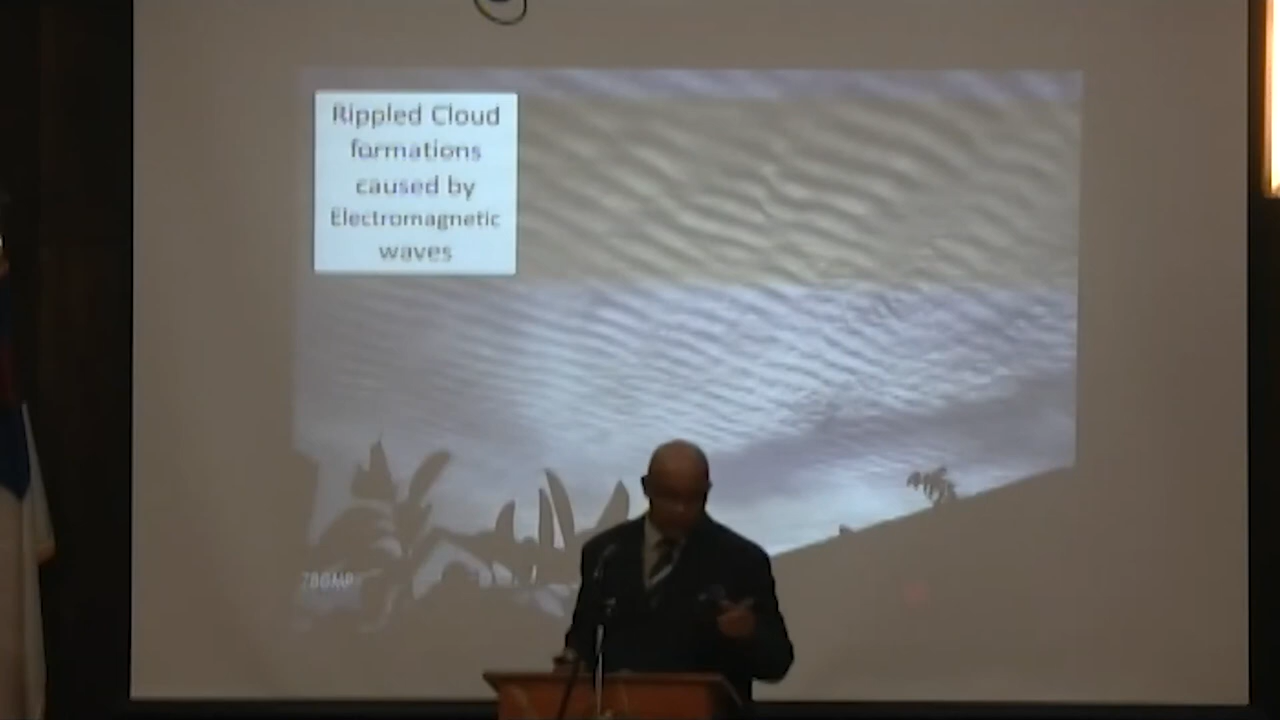 Rippled Cloud
formations
caused by
Electromagnetic
waves